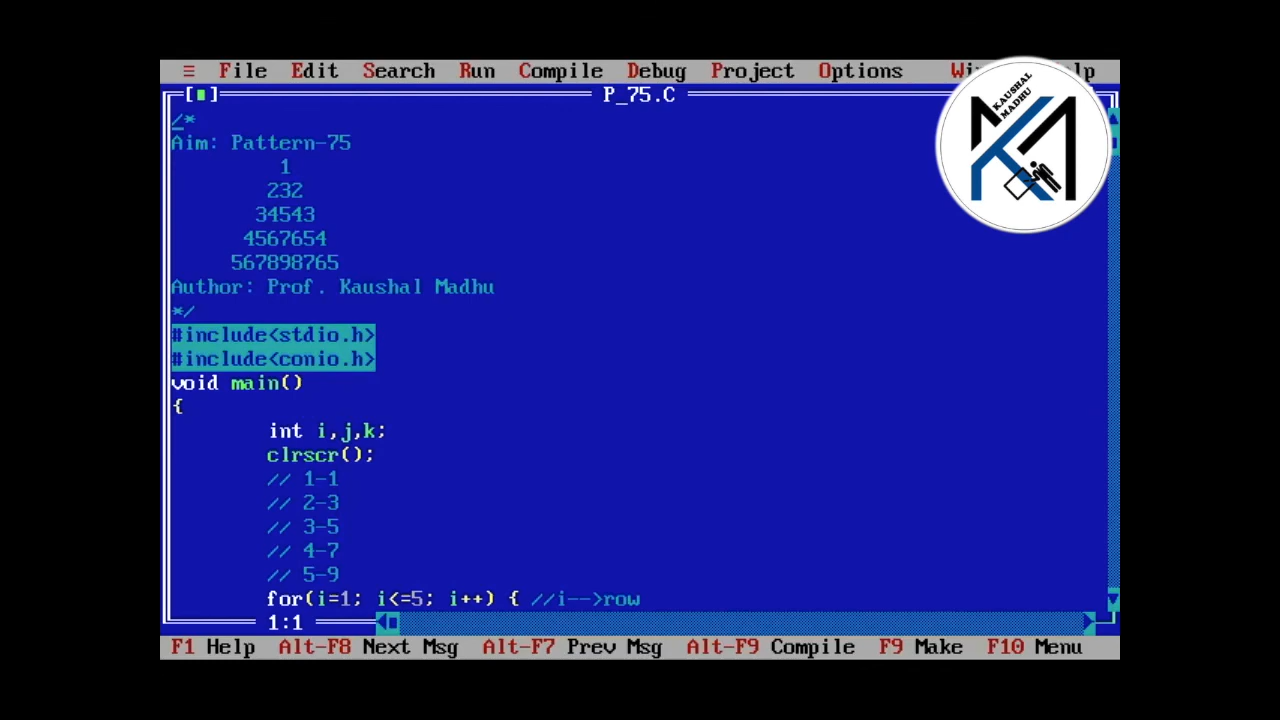 ≡ File Edit Search Run Compile Debug Project Options
KAUSHAL
MADHU
[■] P_75.C
/*
Aim: Pattern-75
1
232
34543
4567654
567898765
Author: Prof. Kaushal Madhu
*/
#include<stdio.h>
#include<conio.h>
void main()
{
int i,j,k;
clrscr();
// 1-1
// 2-3
// 3-5
// 4-7
// 5-9
for(i=1; i<=5; i++) { //i-->row
1:1
F1 Help Alt-F8 Next Msg Alt-F7 Prev Msg Alt-F9 Compile F9 Make F10 Menu